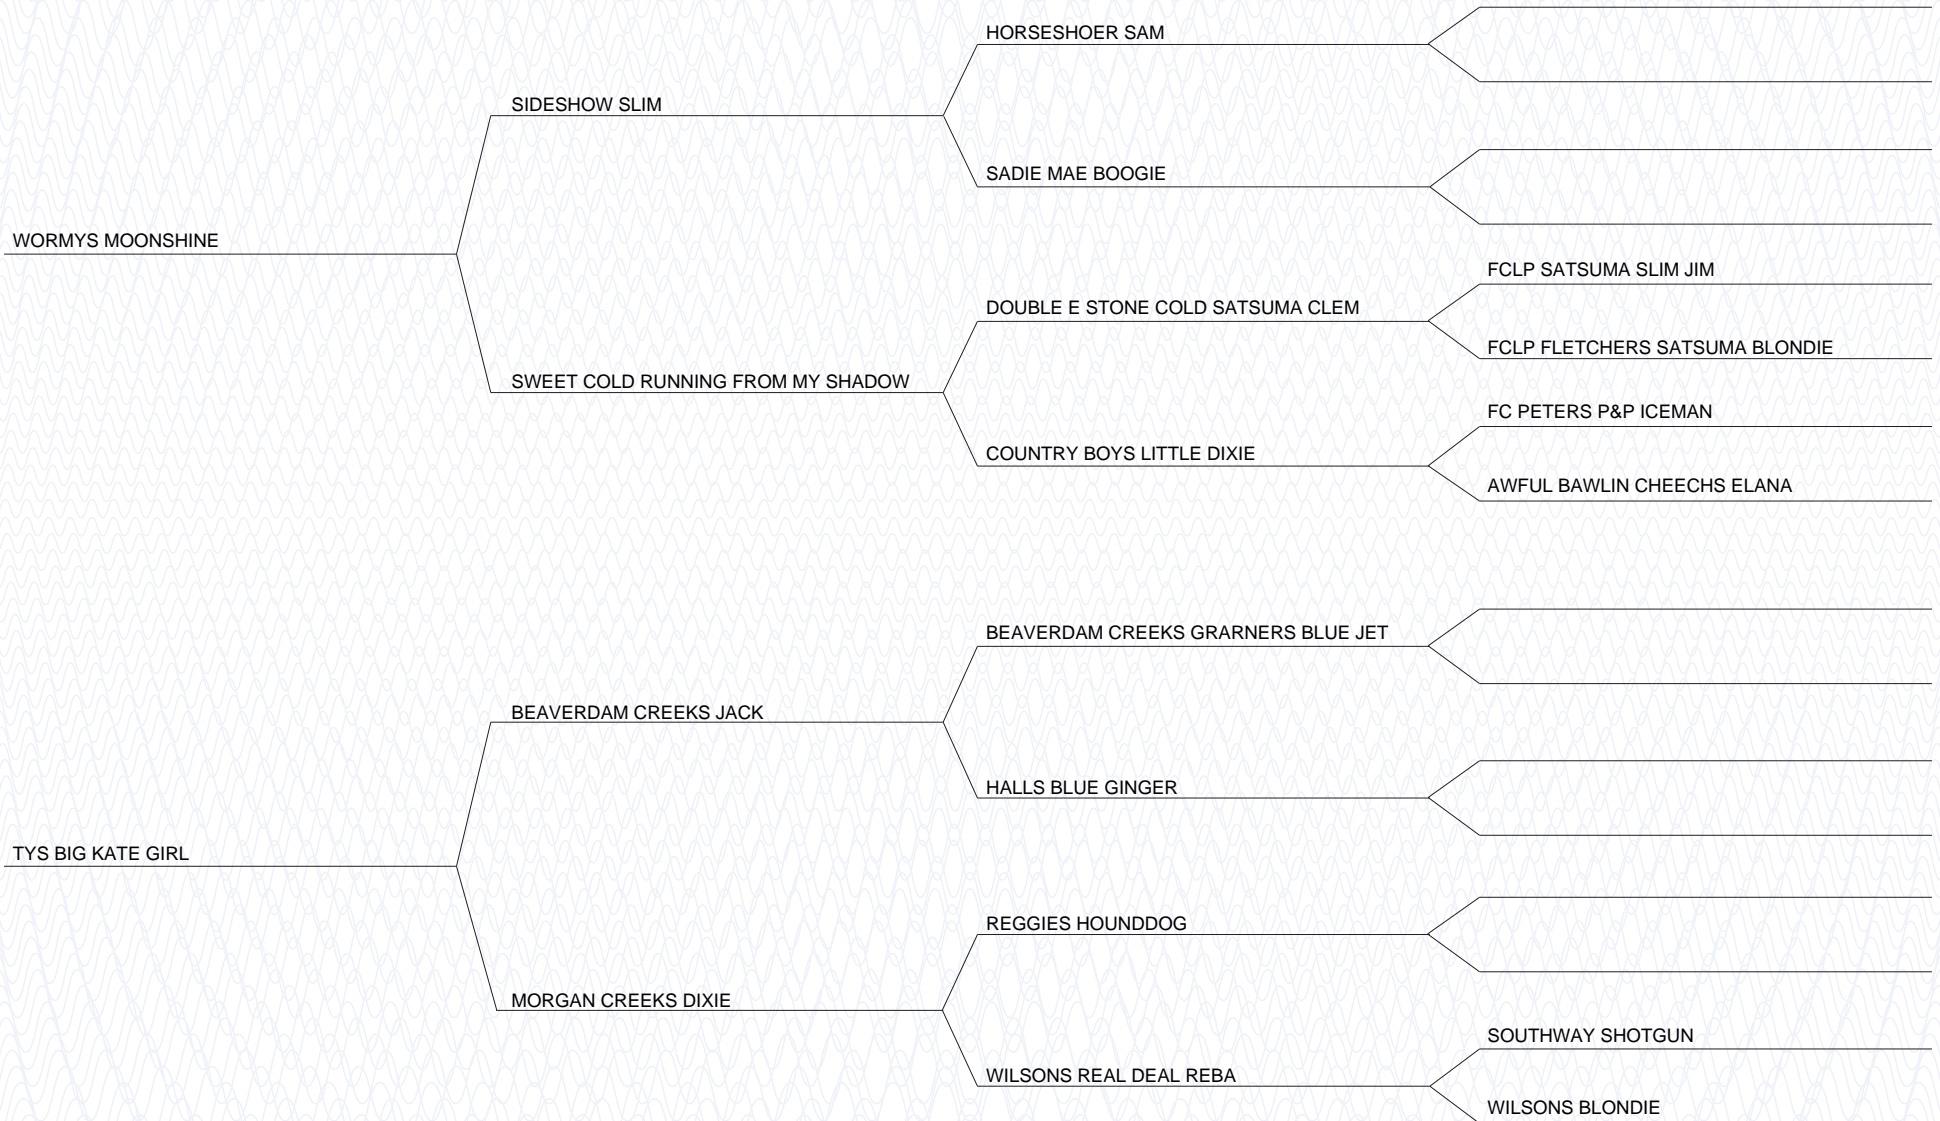 HORSESHOER SAM
SIDESHOW SLIM
SADIE MAE BOOGIE
WORMYS MOONSHINE
FCLP SATSUMA SLIM JIM
DOUBLE E STONE COLD SATSUMA CLEM
FCLP FLETCHERS SATSUMA BLONDIE
SWEET COLD RUNNING FROM MY SHADOW
FC PETERS P&P ICEMAN
COUNTRY BOYS LITTLE DIXIE
AWFUL BAWLIN CHEECHS ELANA
BEAVERDAM CREEKS GRARNERS BLUE JET
BEAVERDAM CREEKS JACK
HALLS BLUE GINGER
TYS BIG KATE GIRL
REGGIES HOUNDDOG
MORGAN CREEKS DIXIE
SOUTHWAY SHOTGUN
WILSONS REAL DEAL REBA
WILSONS BLONDIE